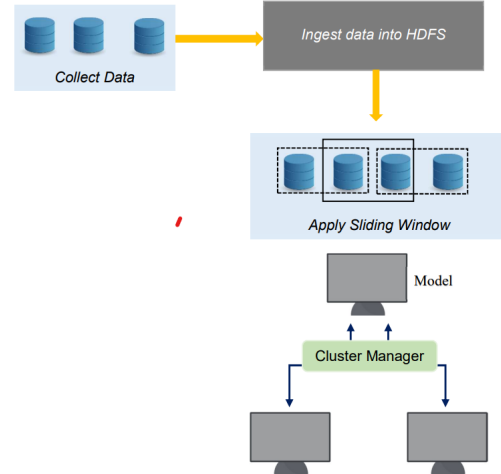 Ingest data into HDFS
Collect Data
Apply Sliding Window
Model
Cluster Manager